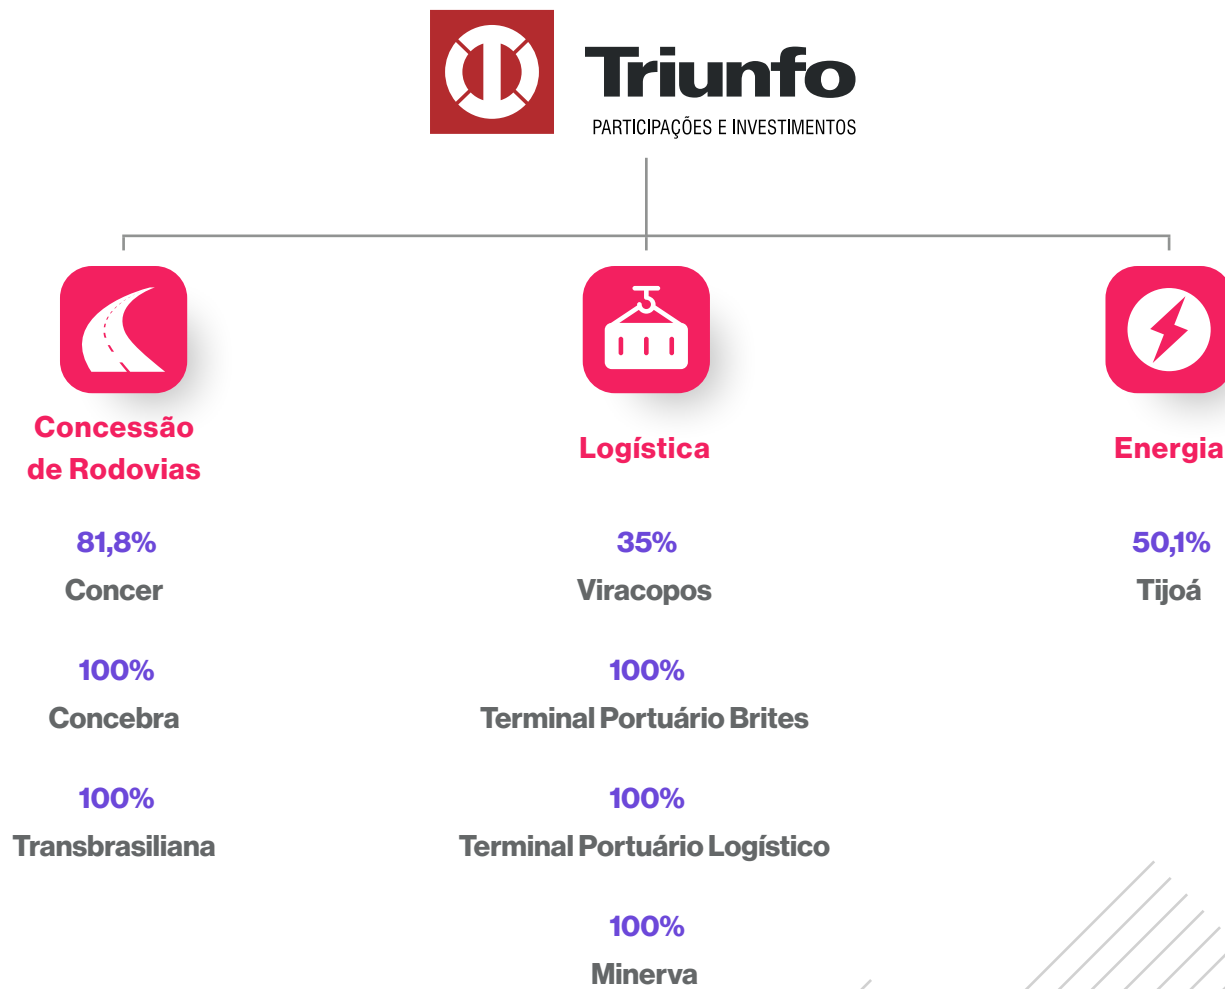 Triunfo
PARTICIPAÇÕES E INVESTIMENTOS
Concessão
de Rodovias
81,8%
Concer
100%
Concebra
100%
Transbrasiliana
Logística
35%
Viracopos
100%
Terminal Portuário Brites
100%
Terminal Portuário Logístico
100%
Minerva
Energia
50,1%
Tijoá